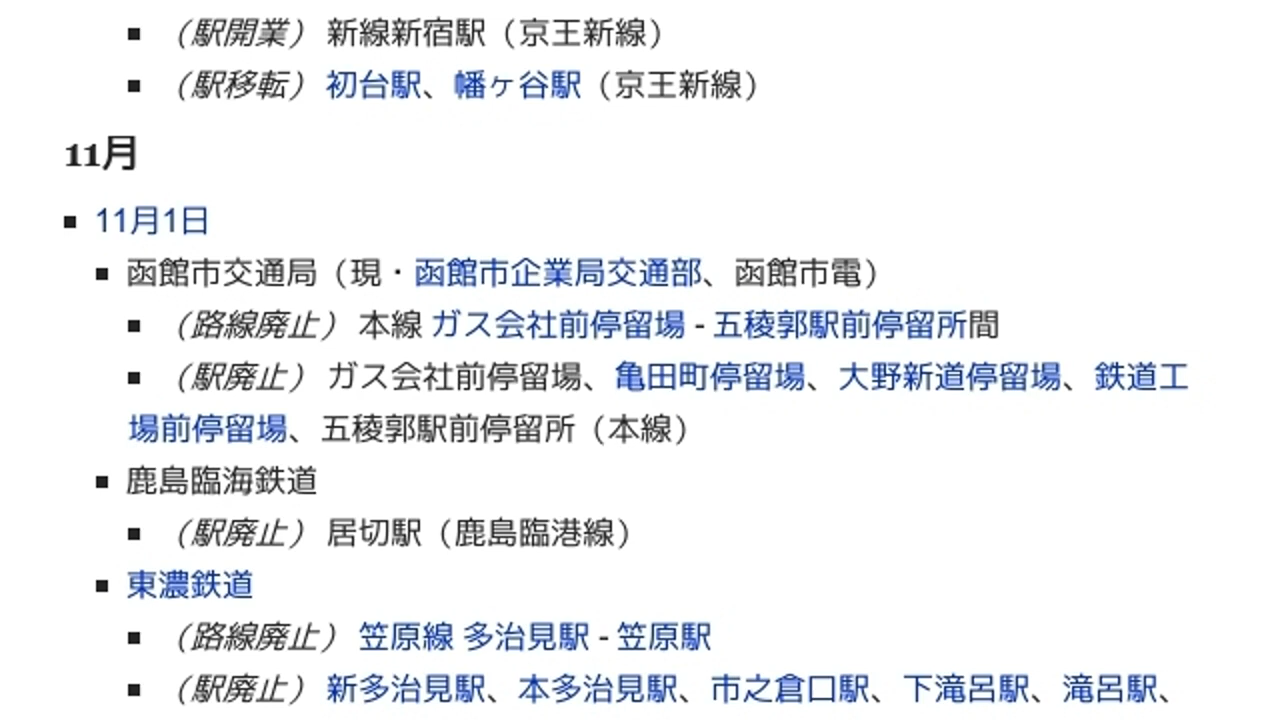 （駅開業） 新線新宿駅（京王新線）
（駅移転） 初台駅、幡ヶ谷駅（京王新線）
11月
11月1日
函館市交通局（現・函館市企業局交通部、函館市電）
（路線廃止） 本線 ガス会社前停留場 - 五稜郭駅前停留所間
（駅廃止） ガス会社前停留場、亀田町停留場、大野新道停留場、鉄道工
場前停留場、五稜郭駅前停留所（本線）
鹿島臨海鉄道
（駅廃止） 居切駅（鹿島臨港線）
東濃鉄道
（路線廃止） 笠原線 多治見駅 - 笠原駅
（駅廃止） 新多治見駅、本多治見駅、市之倉口駅、下滝呂駅、滝呂駅、